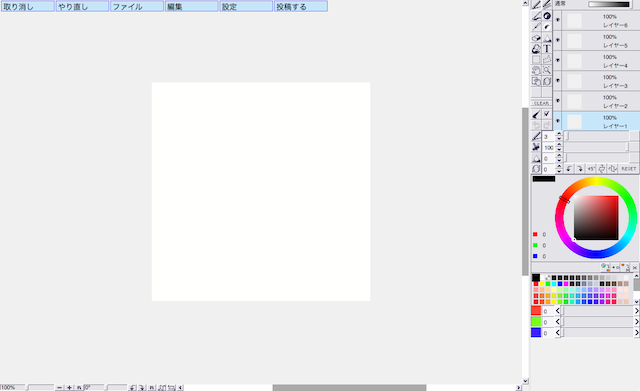 取り消し
やり直し
ファイル
編集
設定
投稿する
通常
100%
レイヤー6
100%
レイヤー5
100%
レイヤー4
100%
レイヤー3
100%
レイヤー2
100%
レイヤー1
T
CLEAR
3
100
0
0
45°
RESET
0
0
0
0
0
0
100%
R
0°
R